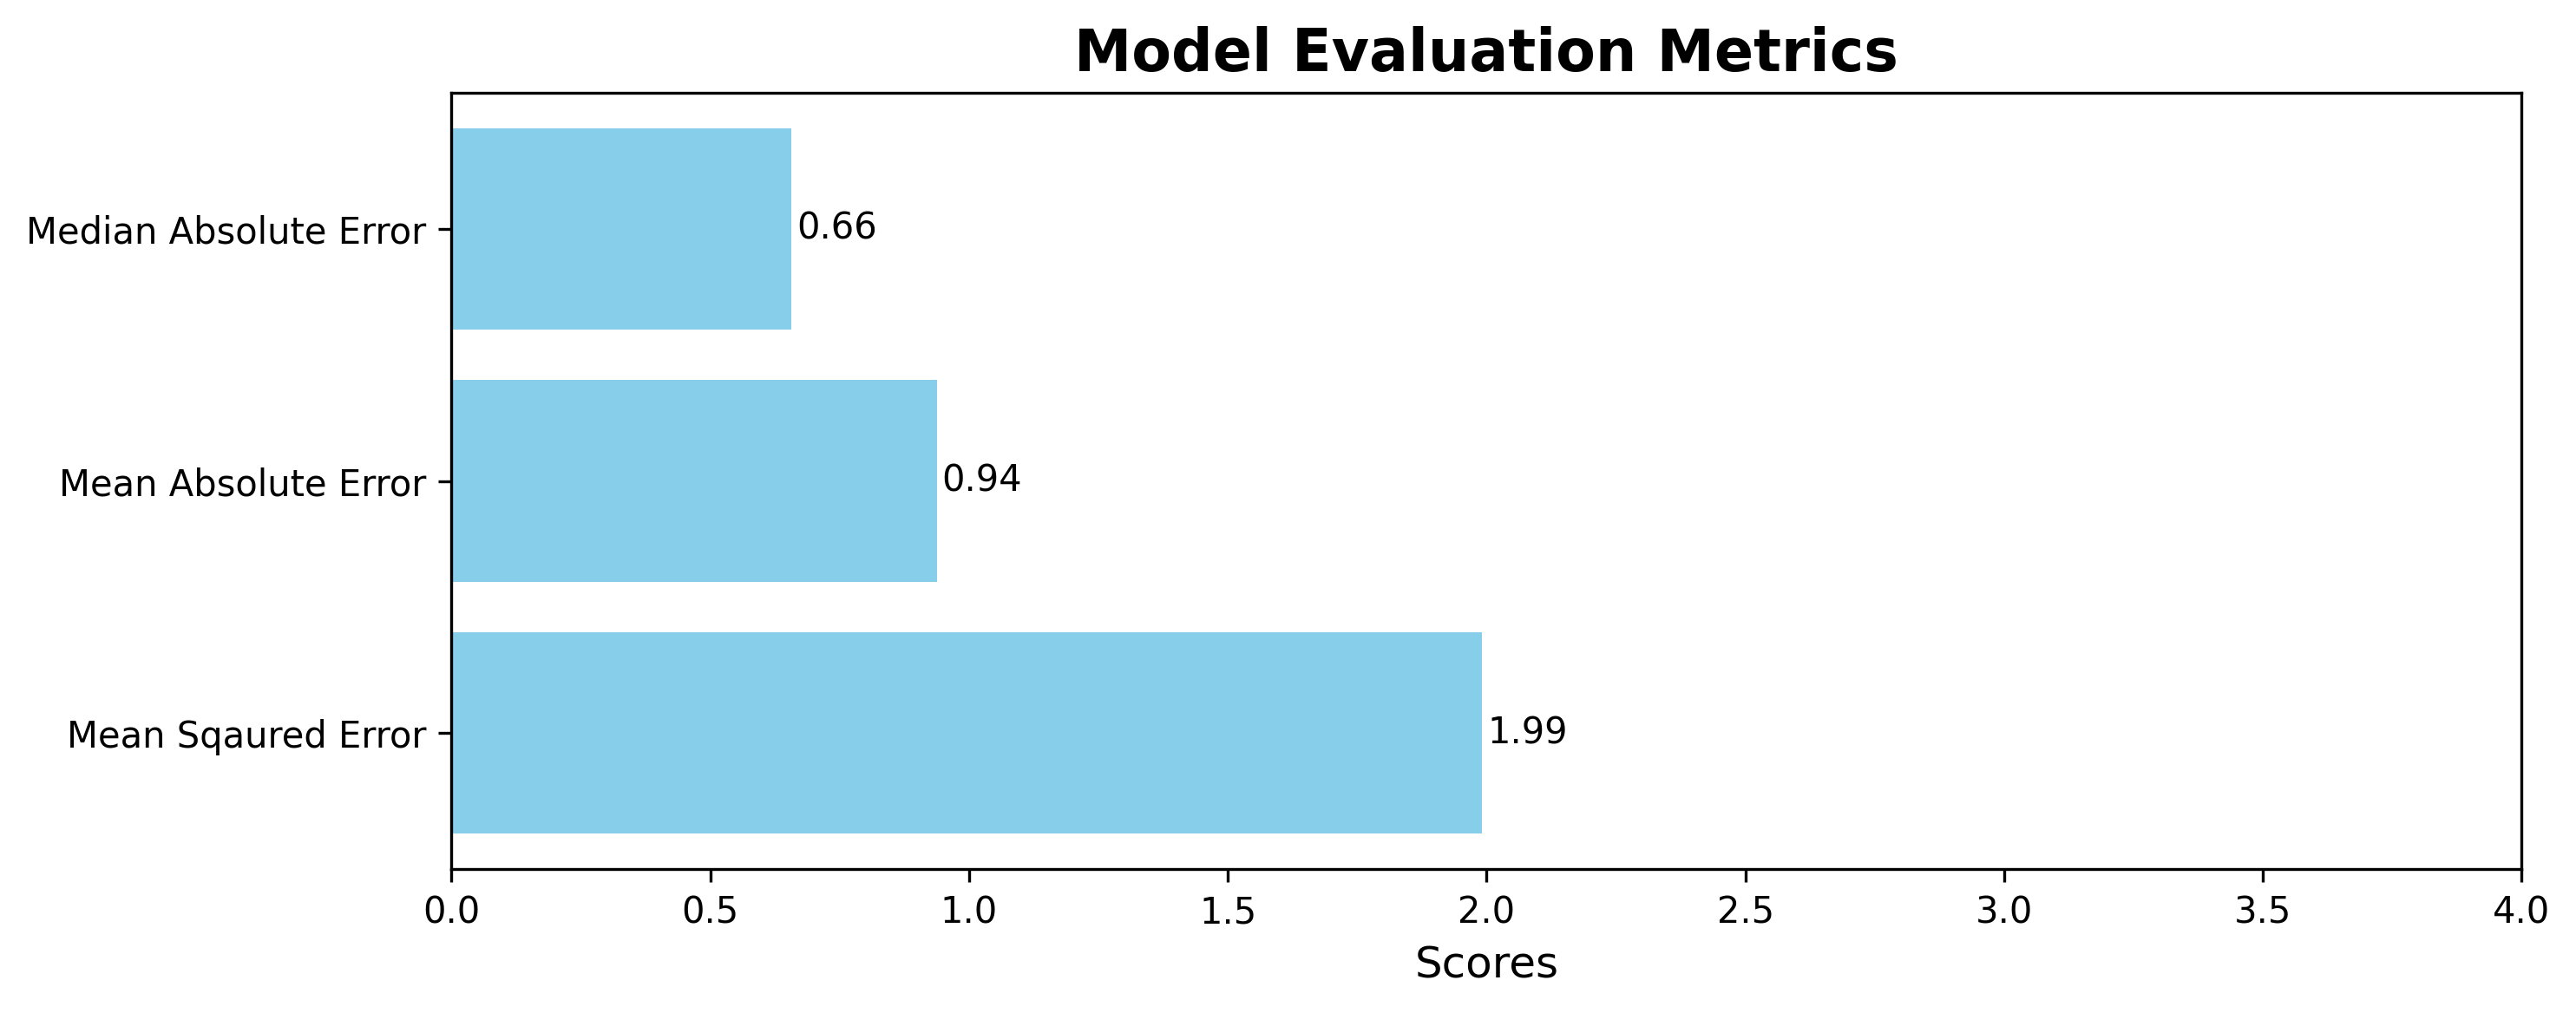 Model Evaluation Metrics
Median Absolute Error
0.66
Mean Absolute Error
0.94
Mean Sqaured Error
1.99
0.0 0.5 1.0 1.5 2.0 2.5 3.0 3.5 4.0
Scores